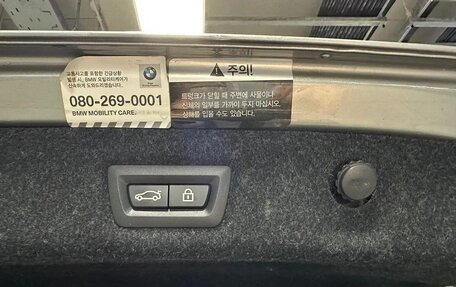 교통사고를 포함한 긴급상황
발생 시, BMW 모빌리티케어가
신속하게 도와드리겠습니다.
080-269-0001
BMW MOBILITY CARE.
주의!
트렁크가 닫힐 때 주변에 사물이나
신체의 일부를 가까이 두지 마십시오.
상해를 입을 수도 있습니다.